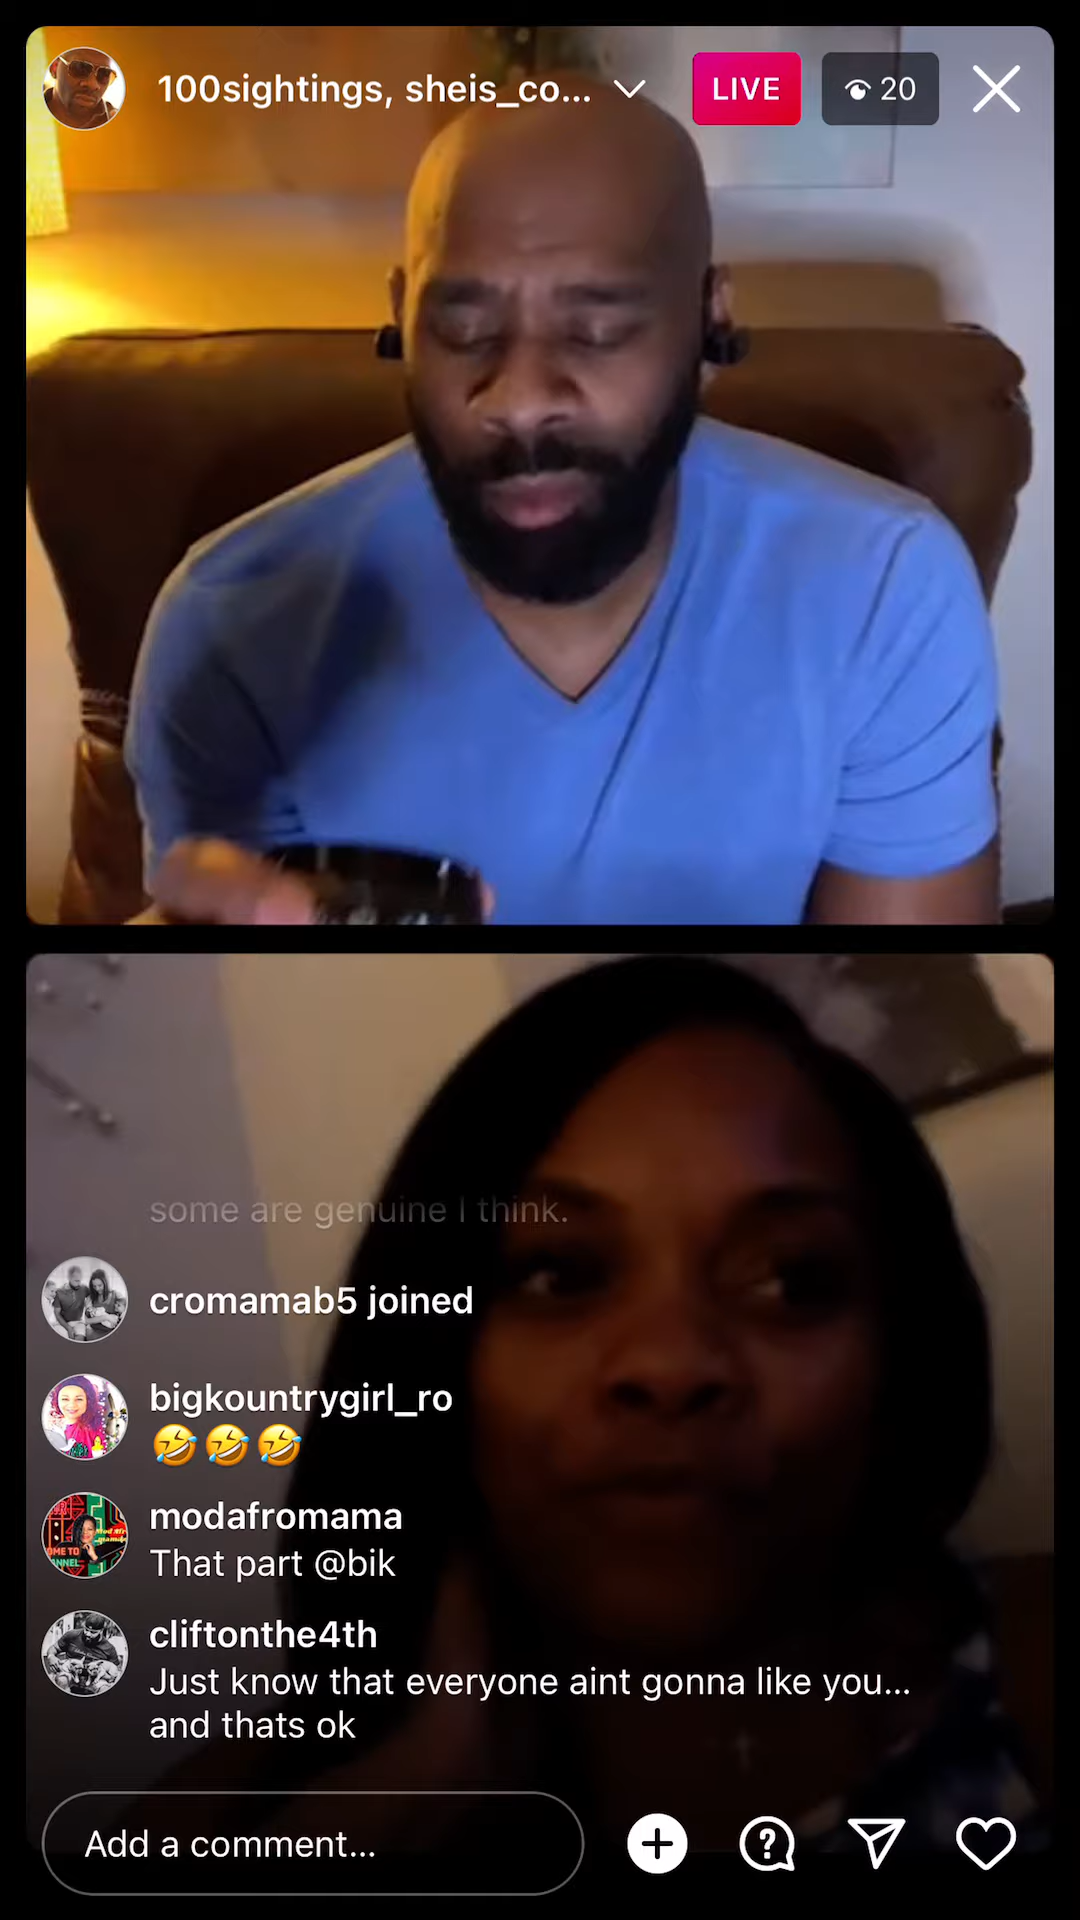 100sightings, sheis_co...
LIVE
20
some are genuine I think.
cromamab5 joined
bigkountrygirl_ro
🤣🤣🤣
modafromama
That part @bik
cliftonthe4th
Just know that everyone aint gonna like you...
and thats ok
Add a comment...